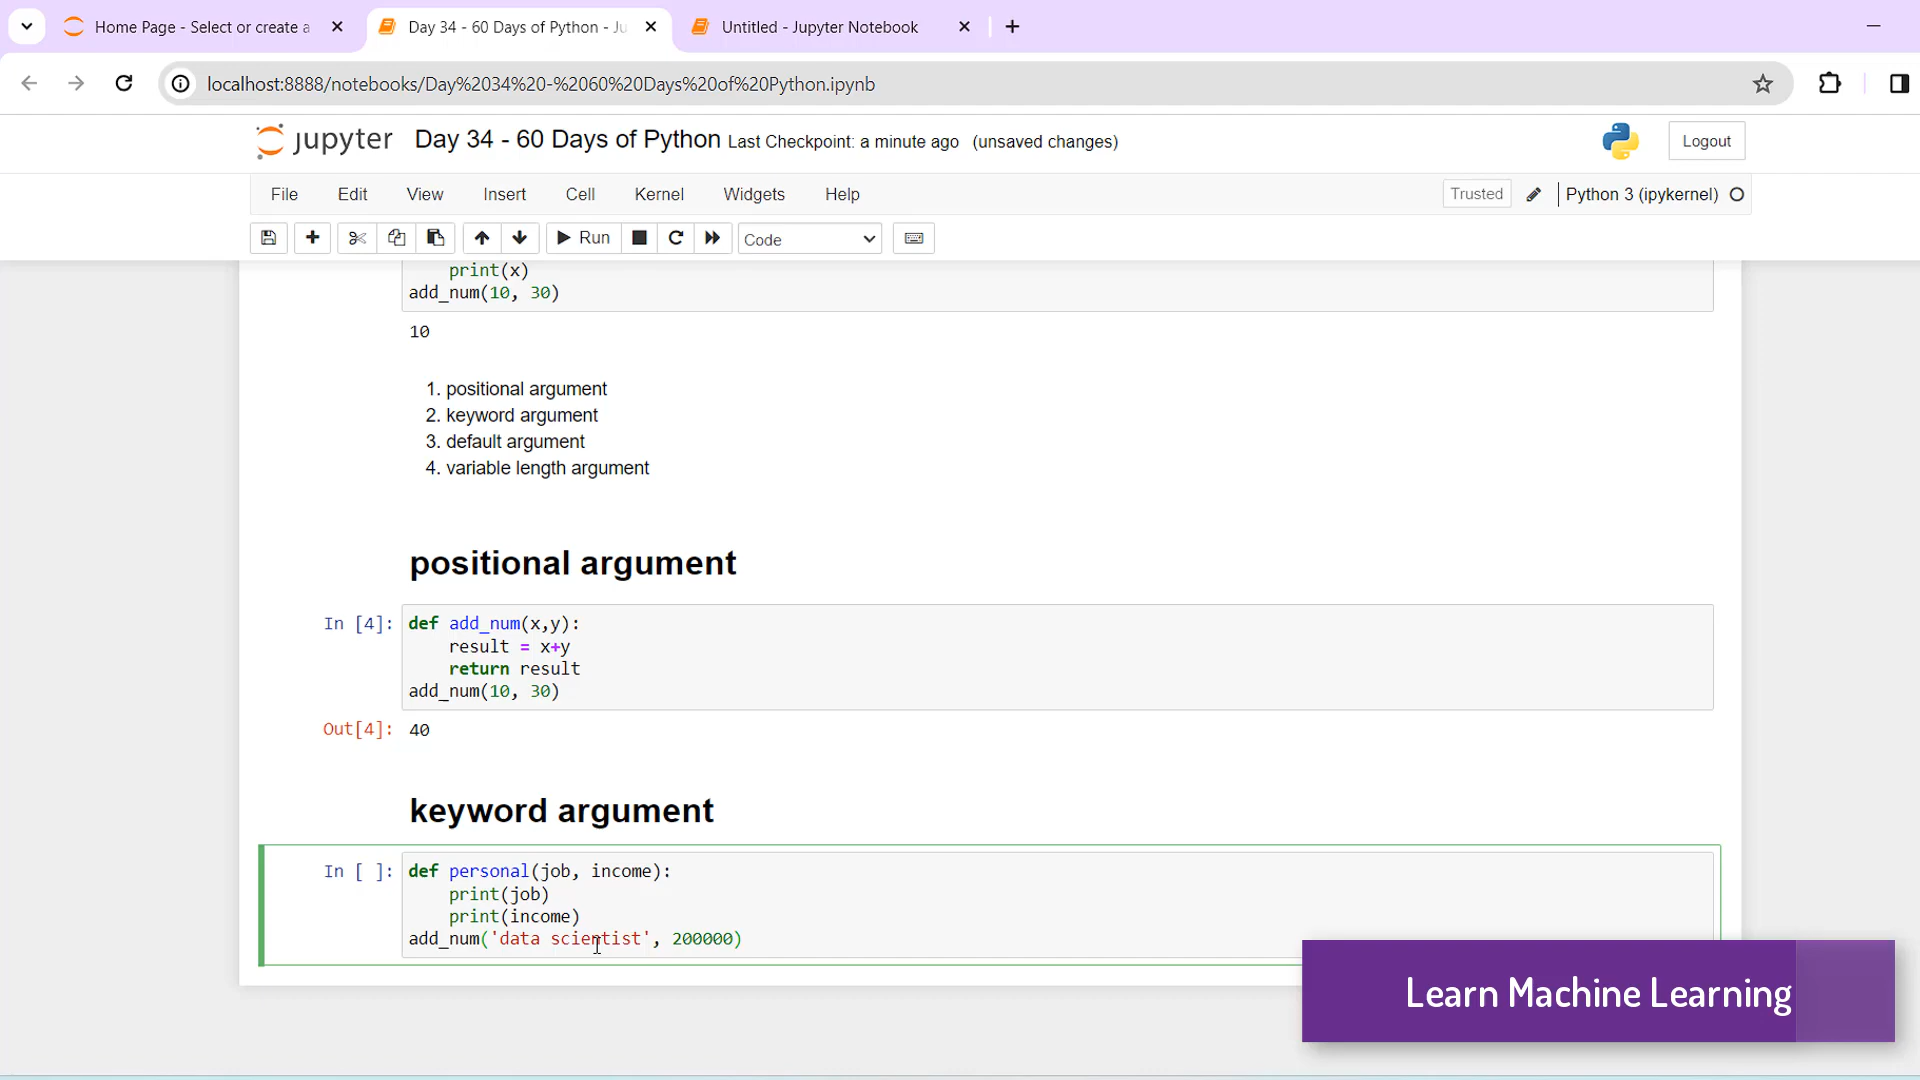 Home Page - Select or create a
Day 34 - 60 Days of Python - Ju
Untitled - Jupyter Notebook
localhost:8888/notebooks/Day%2034%20-%2060%20Days%20of%20Python.ipynb
jupyter Day 34 - 60 Days of Python Last Checkpoint: a minute ago (unsaved changes)
Logout
File Edit View Insert Cell Kernel Widgets Help
Trusted Python 3 (ipykernel)
Run Code
print(x)
add_num(10, 30)
10
1. positional argument
2. keyword argument
3. default argument
4. variable length argument
positional argument
In [4]: def add_num(x,y):
result = x+y
return result
add_num(10, 30)
Out[4]: 40
keyword argument
In [ ]: def personal(job, income):
print(job)
print(income)
add_num('data scientist', 200000)
Learn Machine Learning